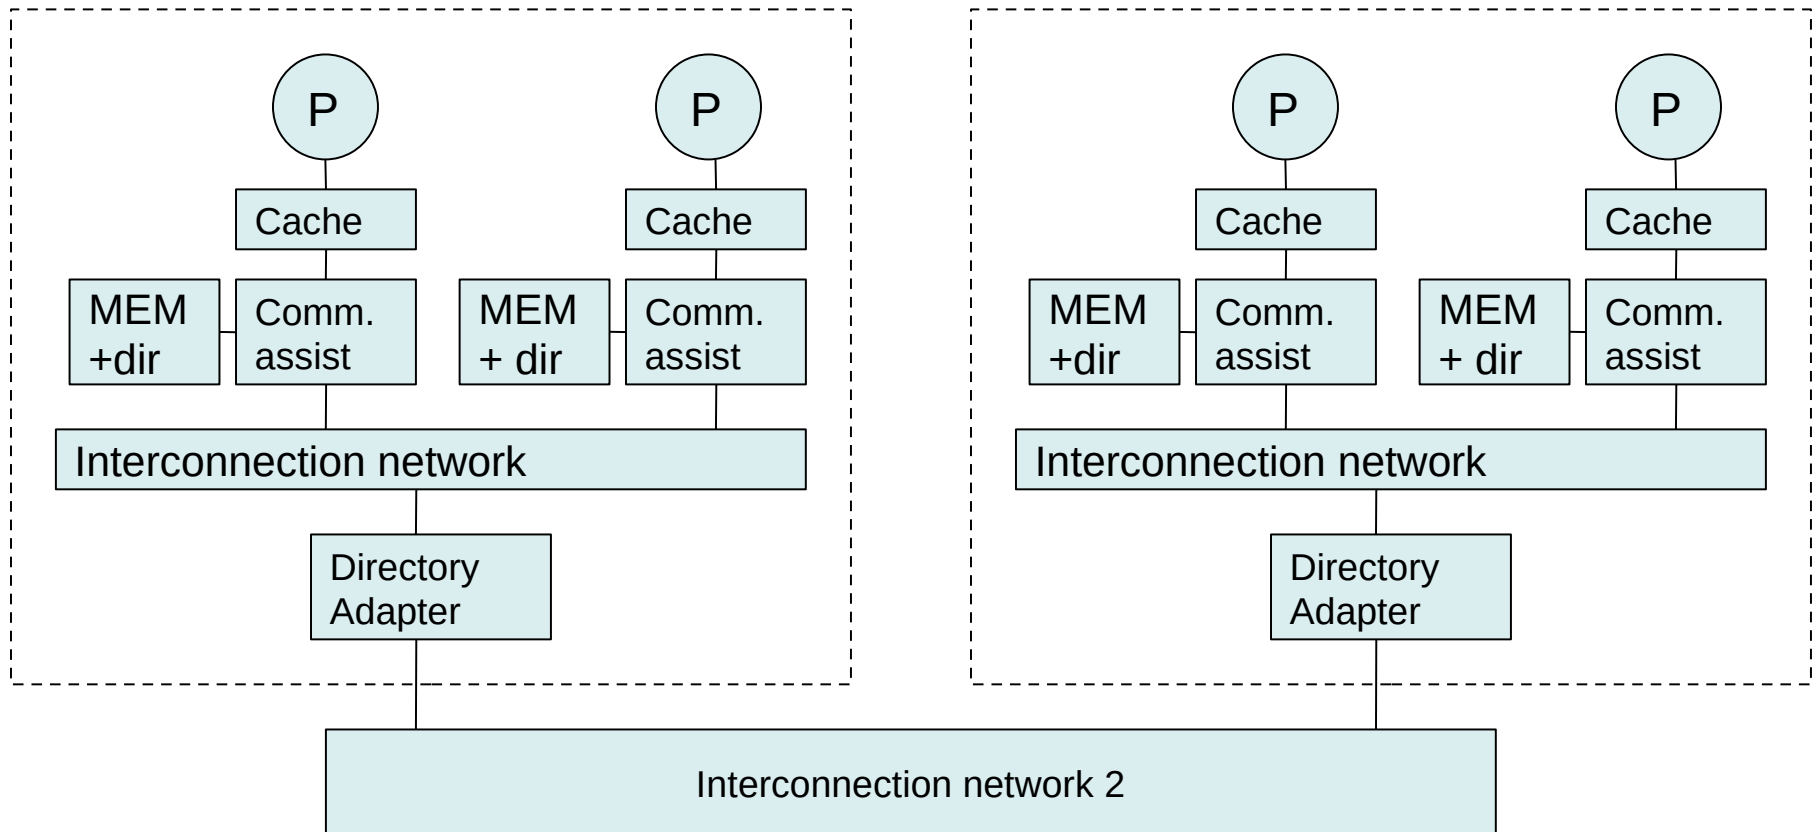 P
P
P
P
Cache
Cache
Cache
Cache
MEM
+dir
Comm.
assist
MEM
+ dir
Comm.
assist
MEM
+dir
Comm.
assist
MEM
+ dir
Comm.
assist
Interconnection network
Interconnection network
Directory
Adapter
Directory
Adapter
Interconnection network 2